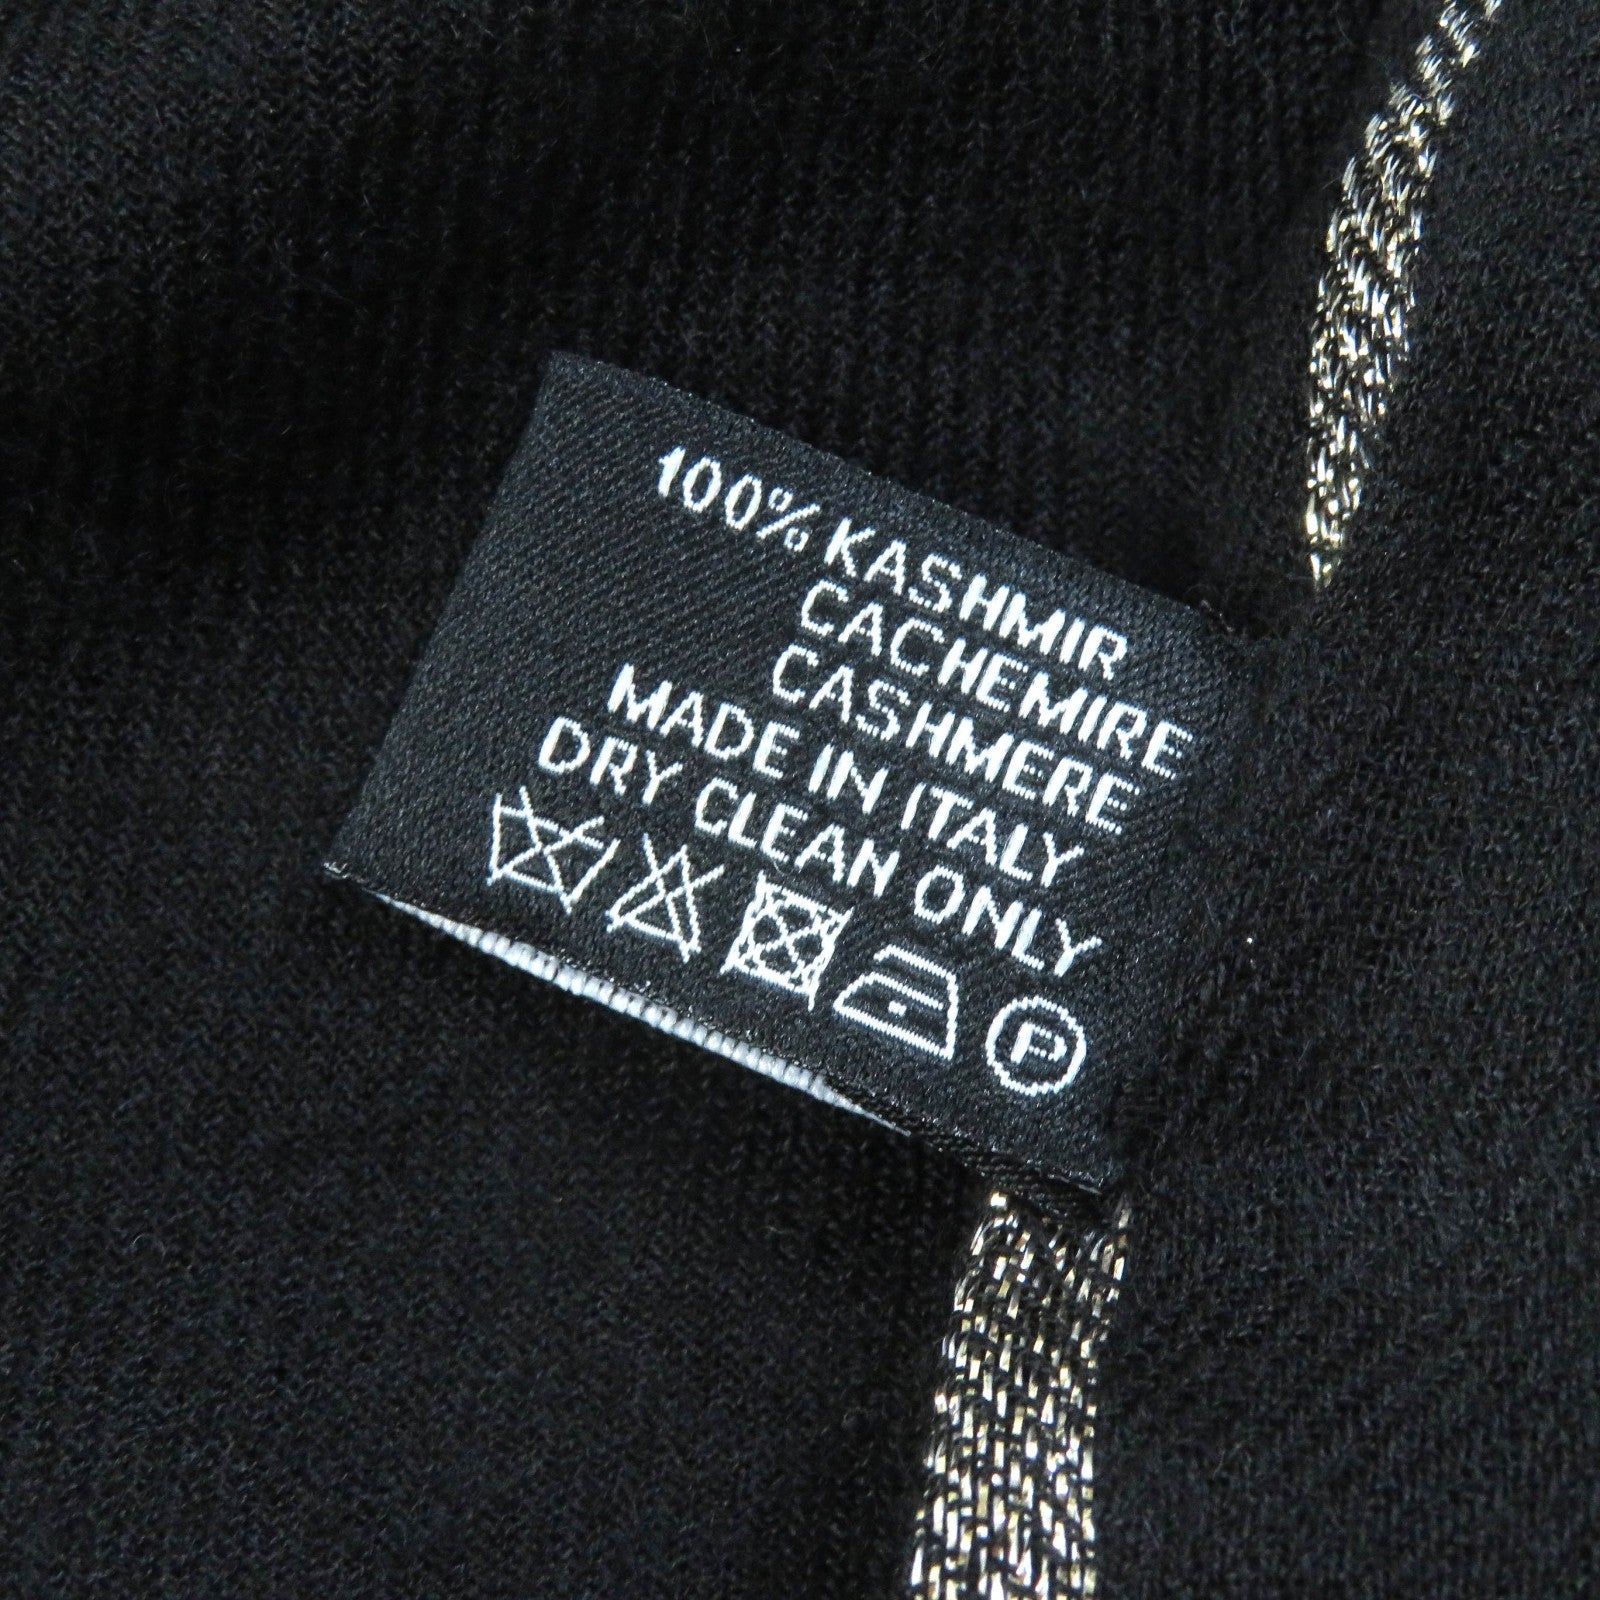 100% KASHMIR
CACHEMIRE
CASHMERE
MADE IN ITALY
DRY CLEAN ONLY
P